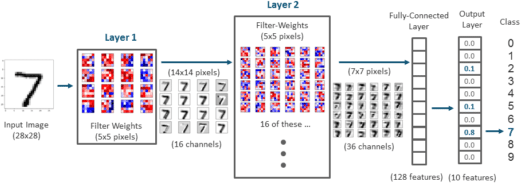 Layer 1
Layer 2
Filter-Weights
(5x5 pixels)
Fully-Connected
Layer
Output
Layer
Class
(14x14 pixels)
(7x7 pixels)
Input Image
(28x28)
Filter Weights
(5x5 pixels)
(16 channels)
16 of these ...
(36 channels)
(128 features)
(10 features)
0.0 0
0.0 1
0.1 2
0.0 3
0.0 4
0.1 5
0.0 6
0.8 7
0.0 8
0.0 9